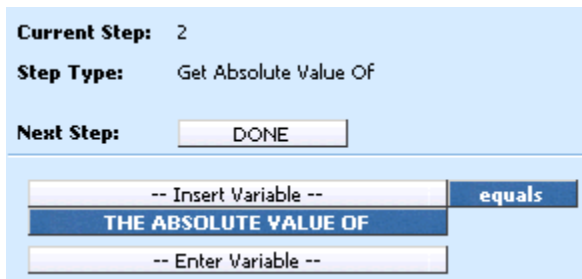 Current Step: 2
Step Type: Get Absolute Value Of
Next Step: DONE
-- Insert Variable -- equals
THE ABSOLUTE VALUE OF
-- Enter Variable --